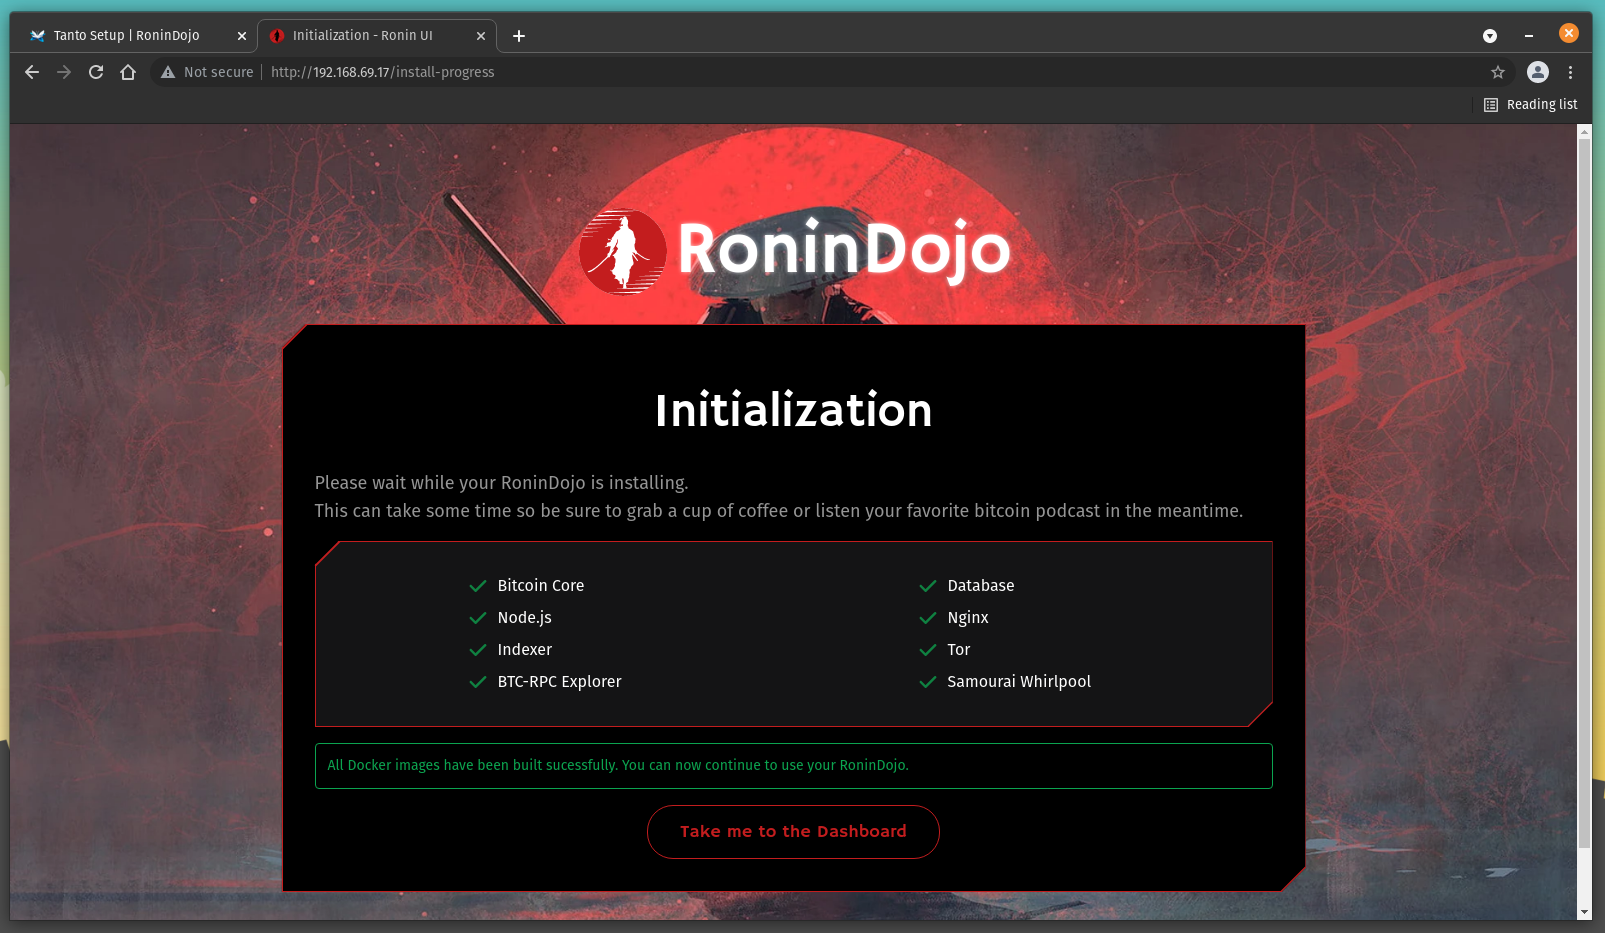 Tanto Setup | RoninDojo
Initialization - Ronin UI
Not secure | http://192.168.69.17/install-progress
Reading list
RoninDojo
Initialization
Please wait while your RoninDojo is installing.
This can take some time so be sure to grab a cup of coffee or listen your favorite bitcoin podcast in the meantime.
Bitcoin Core
Node.js
Indexer
BTC-RPC Explorer
Database
Nginx
Tor
Samourai Whirlpool
All Docker images have been built sucessfully. You can now continue to use your RoninDojo.
Take me to the Dashboard